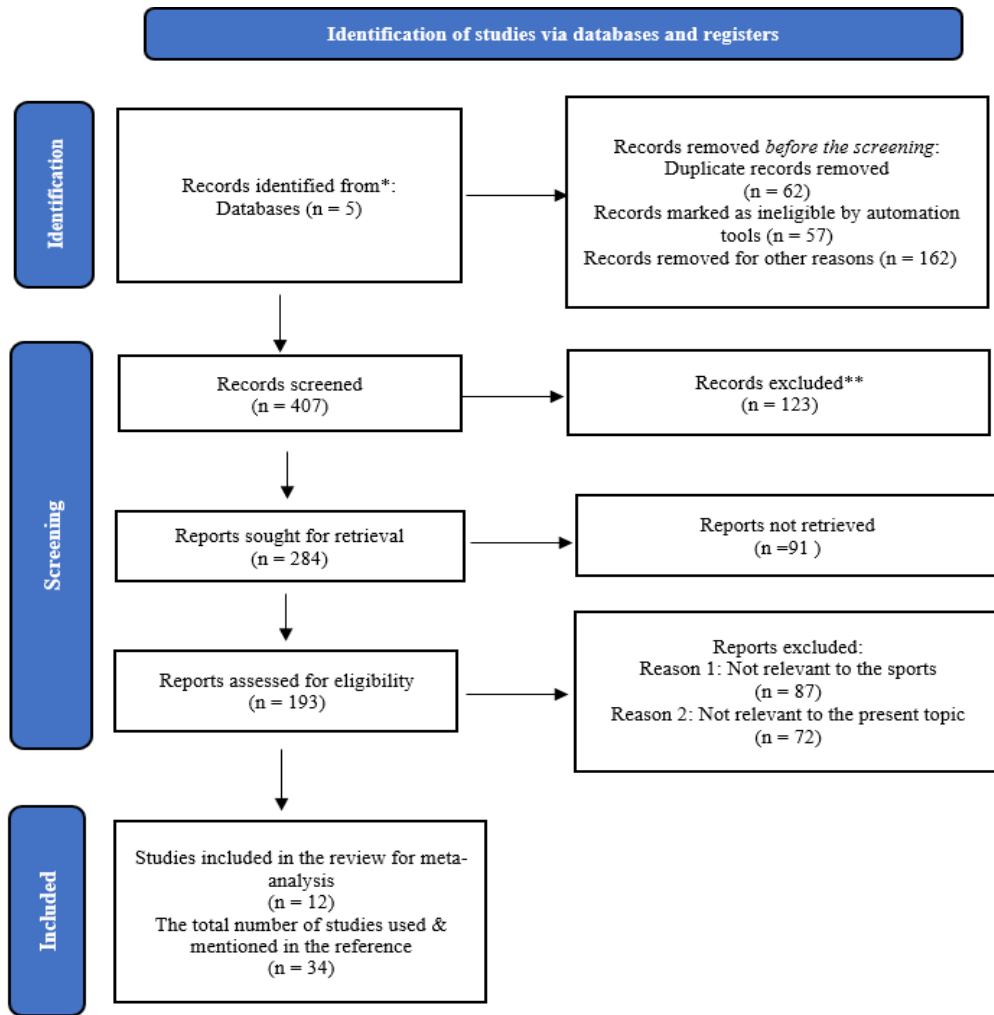 Identification of studies via databases and registers
Identification
Records identified from*:
Databases (n = 5)
Records removed before the screening:
Duplicate records removed
(n = 62)
Records marked as ineligible by automation
tools (n = 57)
Records removed for other reasons (n = 162)
Screening
Records screened
(n = 407)
Records excluded**
(n = 123)
Reports sought for retrieval
(n = 284)
Reports not retrieved
(n =91 )
Reports assessed for eligibility
(n = 193)
Reports excluded:
Reason 1: Not relevant to the sports
(n = 87)
Reason 2: Not relevant to the present topic
(n = 72)
Included
Studies included in the review for meta-
analysis
(n = 12)
The total number of studies used &
mentioned in the reference
(n = 34)